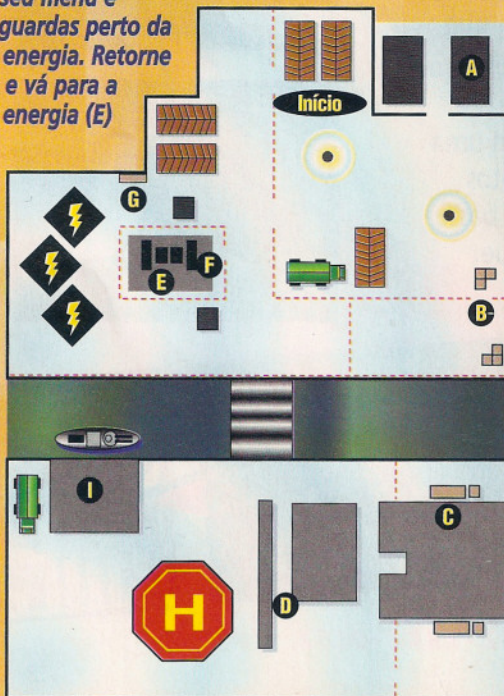 seu menu e
guardas perto da
energia. Retorne
e vá para a
energia (E)
A
Início
G
F
E
B-
I
C
H
D